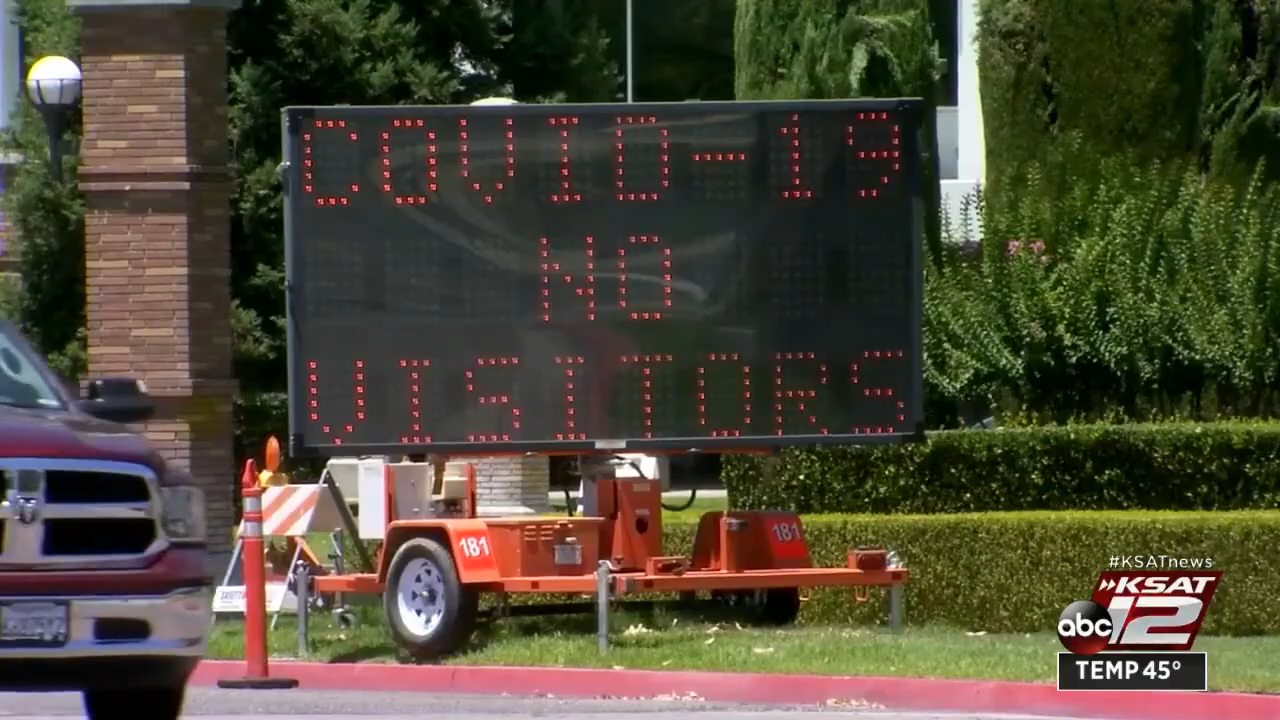 COVID-19
NO
VISITORS
181
181
#KSATnews
KSAT
abc 12
TEMP 45°